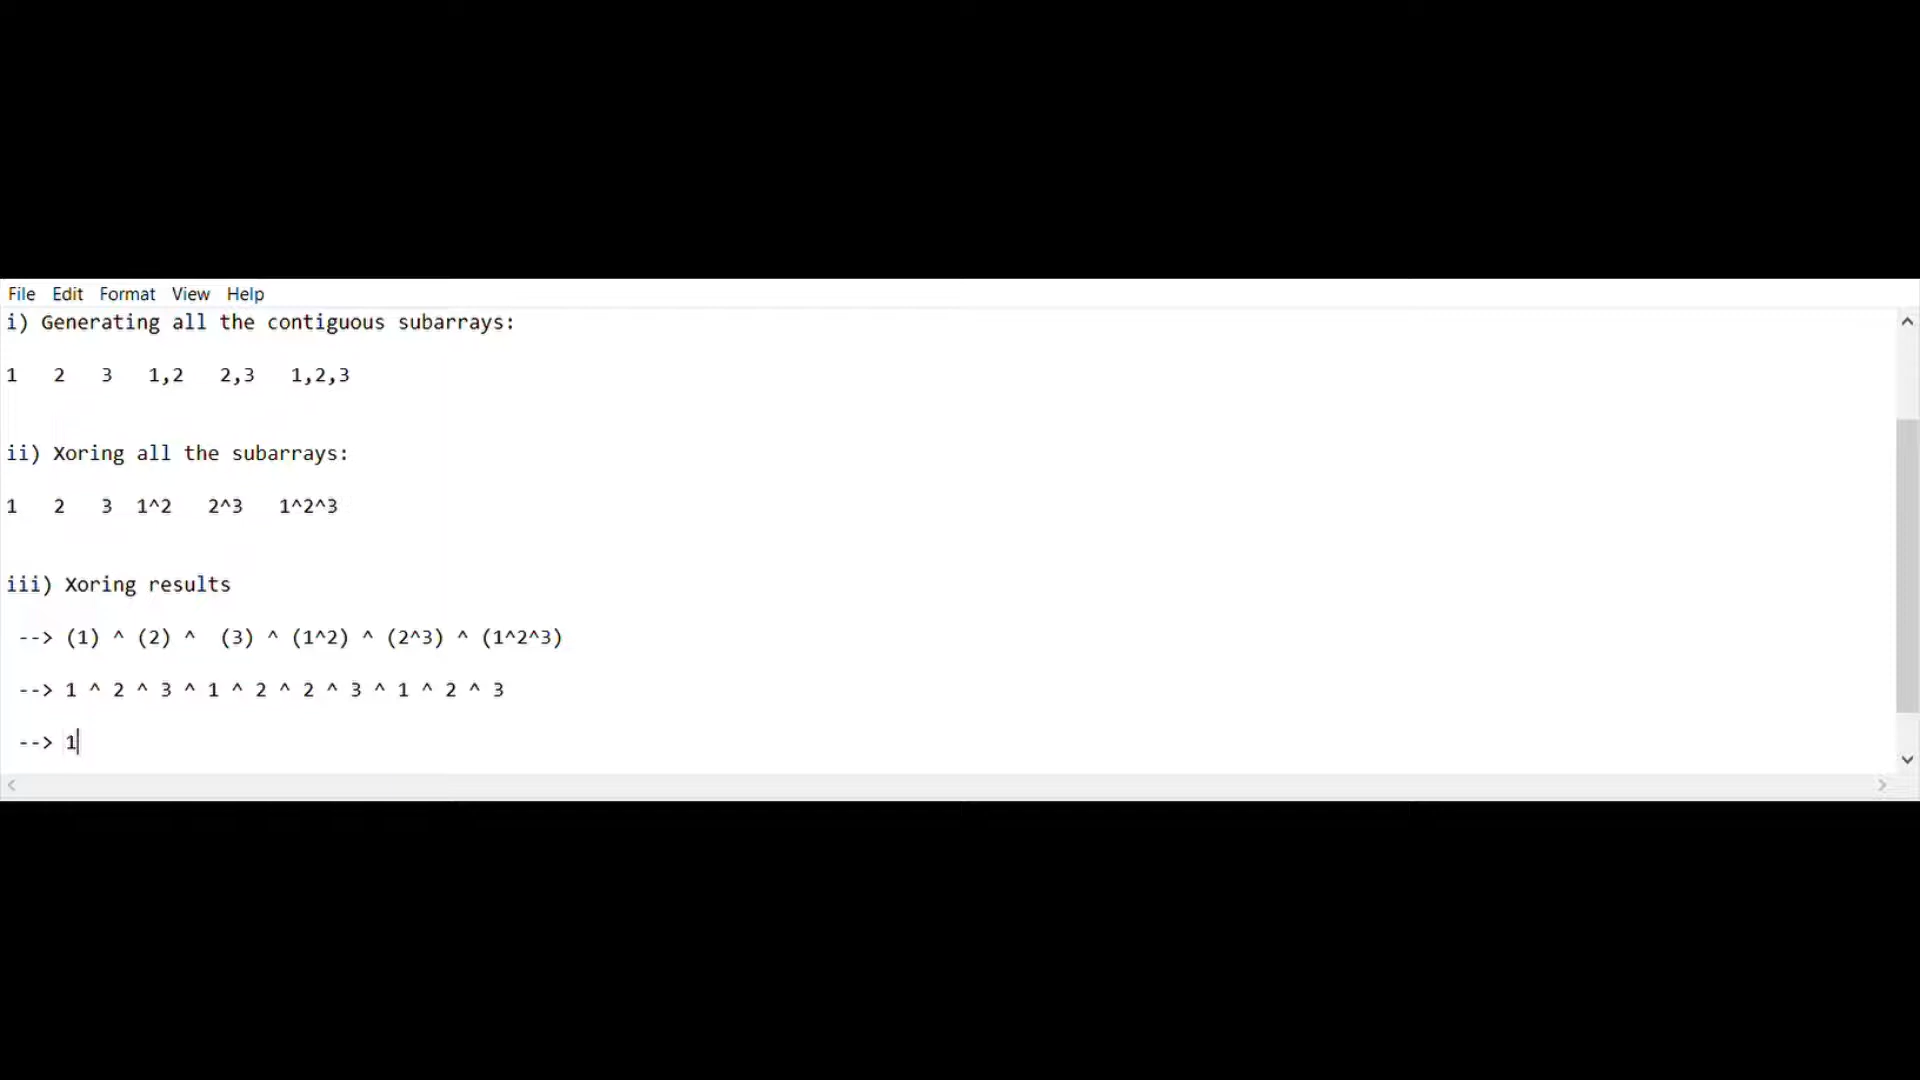 File Edit Format View Help
i) Generating all the contiguous subarrays:
1 2 3 1,2 2,3 1,2,3
ii) Xoring all the subarrays:
1 2 3 1^2 2^3 1^2^3
iii) Xoring results
--> (1) ^ (2) ^ (3) ^ (1^2) ^ (2^3) ^ (1^2^3)
--> 1 ^ 2 ^ 3 ^ 1 ^ 2 ^ 2 ^ 3 ^ 1 ^ 2 ^ 3
--> 1